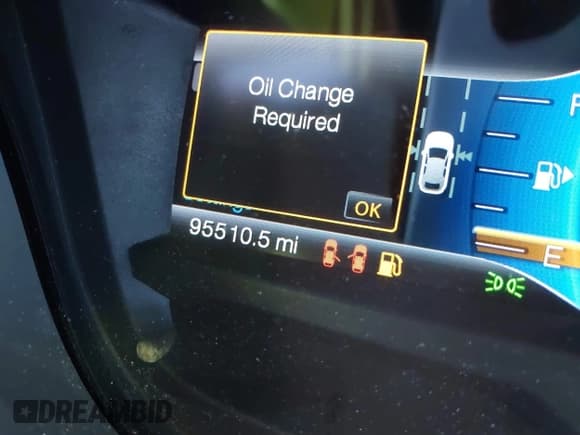 Oil Change
Required
OK
95510.5 mi
F
E
DREAMBID